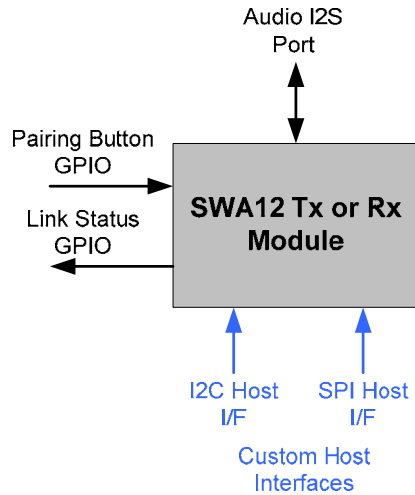 Audio I2S
Port
Pairing Button
GPIO
Link Status
GPIO
SWA12 Tx or Rx
Module
I2C Host
I/F
SPI Host
I/F
Custom Host
Interfaces